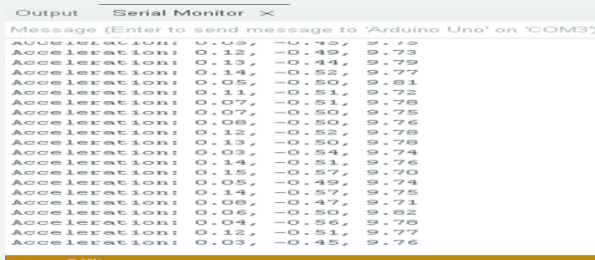 Output Serial Monitor ×
Message (Enter to send message to 'Arduino Uno' on 'COM3')
Acceleration: 0.12, -0.49, 9.73
Acceleration: 0.13, -0.44, 9.79
Acceleration: 0.14, -0.52, 9.77
Acceleration: 0.05, -0.50, 9.81
Acceleration: 0.11, -0.51, 9.72
Acceleration: 0.07, -0.51, 9.78
Acceleration: 0.07, -0.50, 9.75
Acceleration: 0.08, -0.50, 9.76
Acceleration: 0.12, -0.52, 9.78
Acceleration: 0.13, -0.50, 9.78
Acceleration: 0.03, -0.54, 9.74
Acceleration: 0.14, -0.51, 9.76
Acceleration: 0.15, -0.57, 9.70
Acceleration: 0.05, -0.49, 9.74
Acceleration: 0.14, -0.57, 9.75
Acceleration: 0.08, -0.47, 9.71
Acceleration: 0.06, -0.50, 9.82
Acceleration: 0.04, -0.56, 9.78
Acceleration: 0.12, -0.51, 9.77
Acceleration: 0.03, -0.45, 9.76